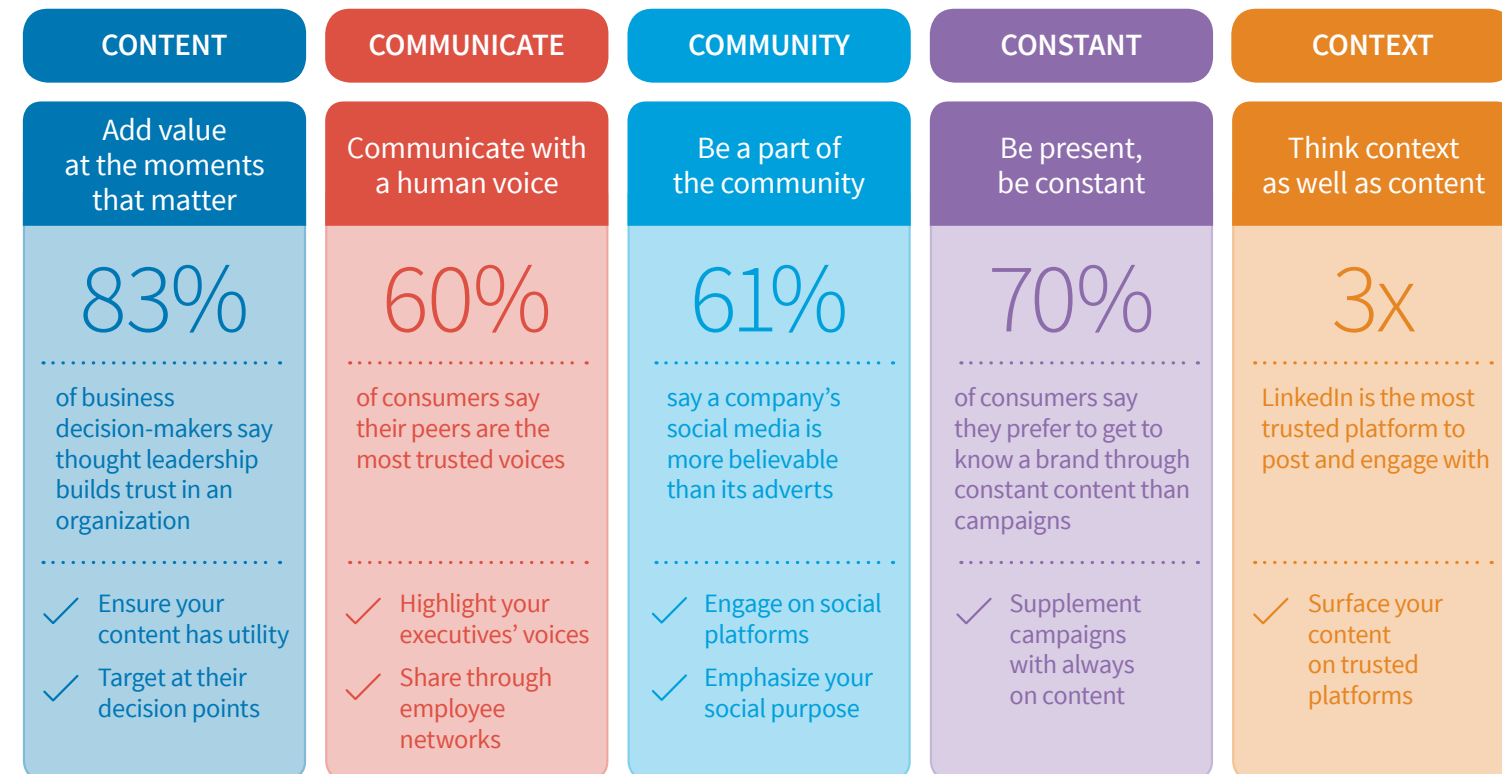 CONTENT
Add value
at the moments
that matter
83%
of business
decision-makers say
thought leadership
builds trust in an
organization
Ensure your
content has utility
Target at their
decision points
COMMUNICATE
Communicate with
a human voice
60%
of consumers say
their peers are the
most trusted voices
Highlight your
executives’ voices
Share through
employee
networks
COMMUNITY
Be a part of
the community
61%
say a company’s
social media is
more believable
than its adverts
Engage on social
platforms
Emphasize your
social purpose
CONSTANT
Be present,
be constant
70%
of consumers say
they prefer to get to
know a brand through
constant content than
campaigns
Supplement
campaigns
with always
on content
CONTEXT
Think context
as well as content
3x
LinkedIn is the most
trusted platform to
post and engage with
Surface your
content
on trusted
platforms